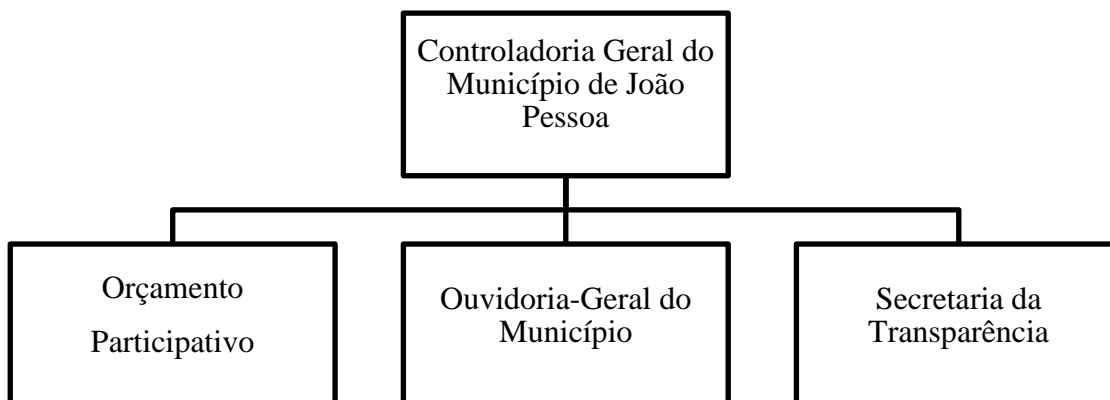 Controladoria Geral do
Município de João
Pessoa
Orçamento
Participativo
Ouvidoria-Geral do
Município
Secretaria da
Transparência